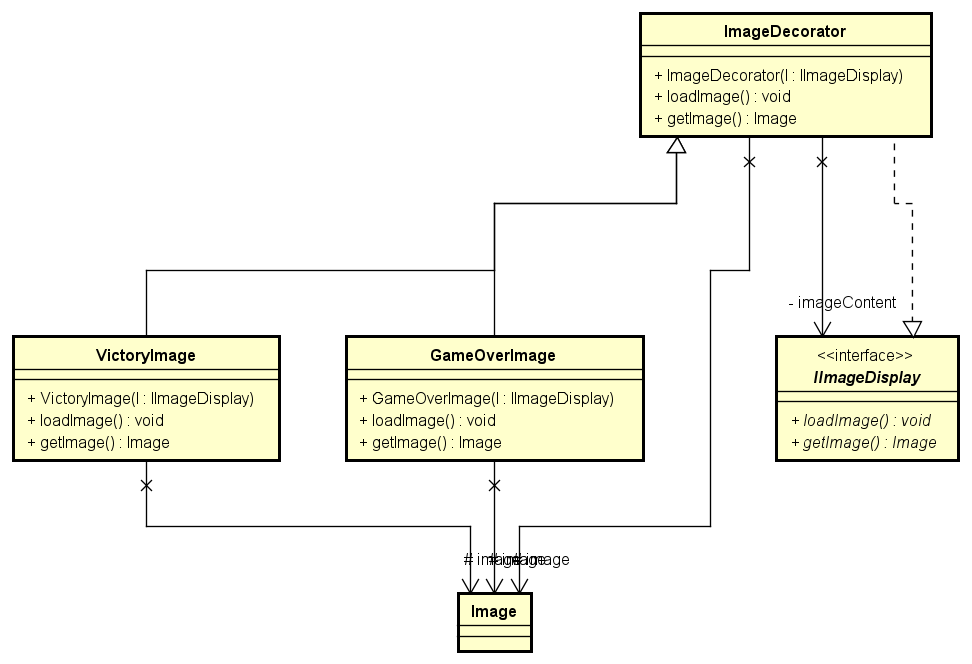 ImageDecorator
+ ImageDecorator(I : IImageDisplay)
+ loadImage() : void
+ getImage() : Image
- imageContent
VictoryImage
+ VictoryImage(I : IImageDisplay)
+ loadImage() : void
+ getImage() : Image
GameOverImage
+ GameOverImage(I : IImageDisplay)
+ loadImage() : void
+ getImage() : Image
<<interface>>
IImageDisplay
+ loadImage() : void
+ getImage() : Image
# image
# image
# image
Image